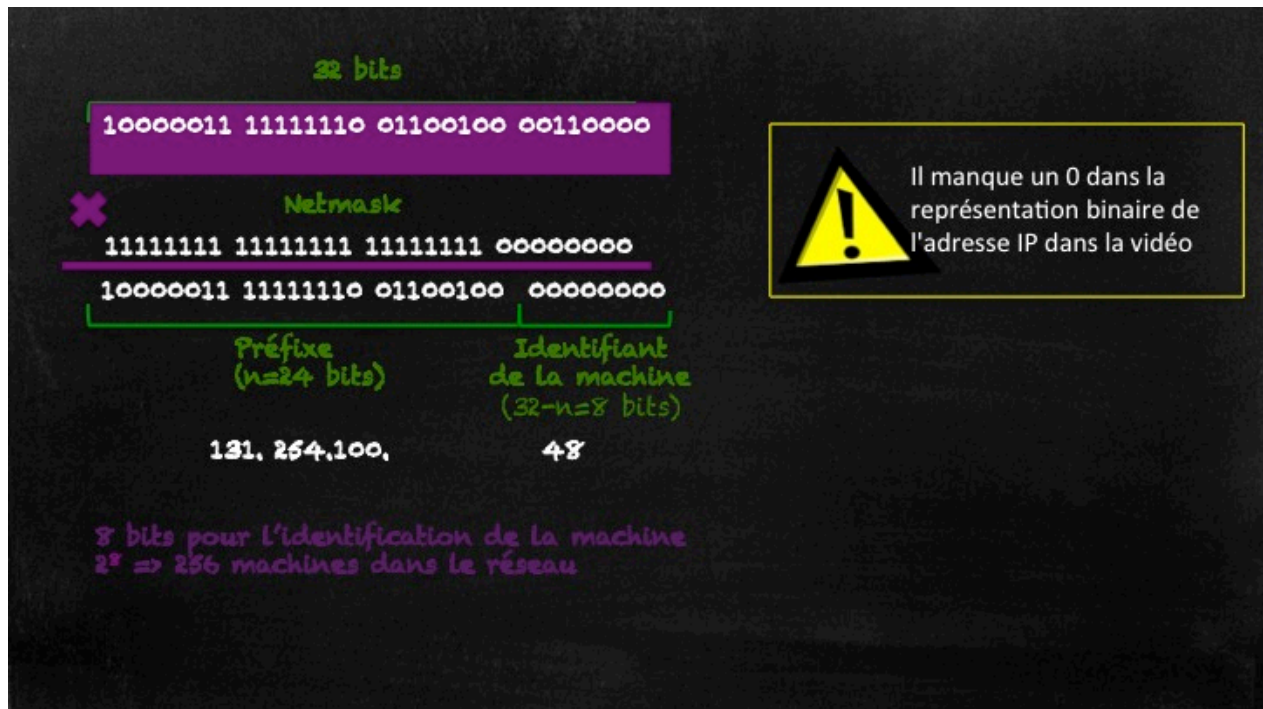 32 bits
10000011 11111110 01100100 00110000
Netmask
11111111 11111111 11111111 00000000
10000011 11111110 01100100 00000000
Préfixe
(n=24 bits)
Identifiant
de la machine
(32-n=8 bits)
131. 254.100. 48
8 bits pour l'identification de la machine
2⁸ => 256 machines dans le réseau
Il manque un 0 dans la
représentation binaire de
l'adresse IP dans la vidéo